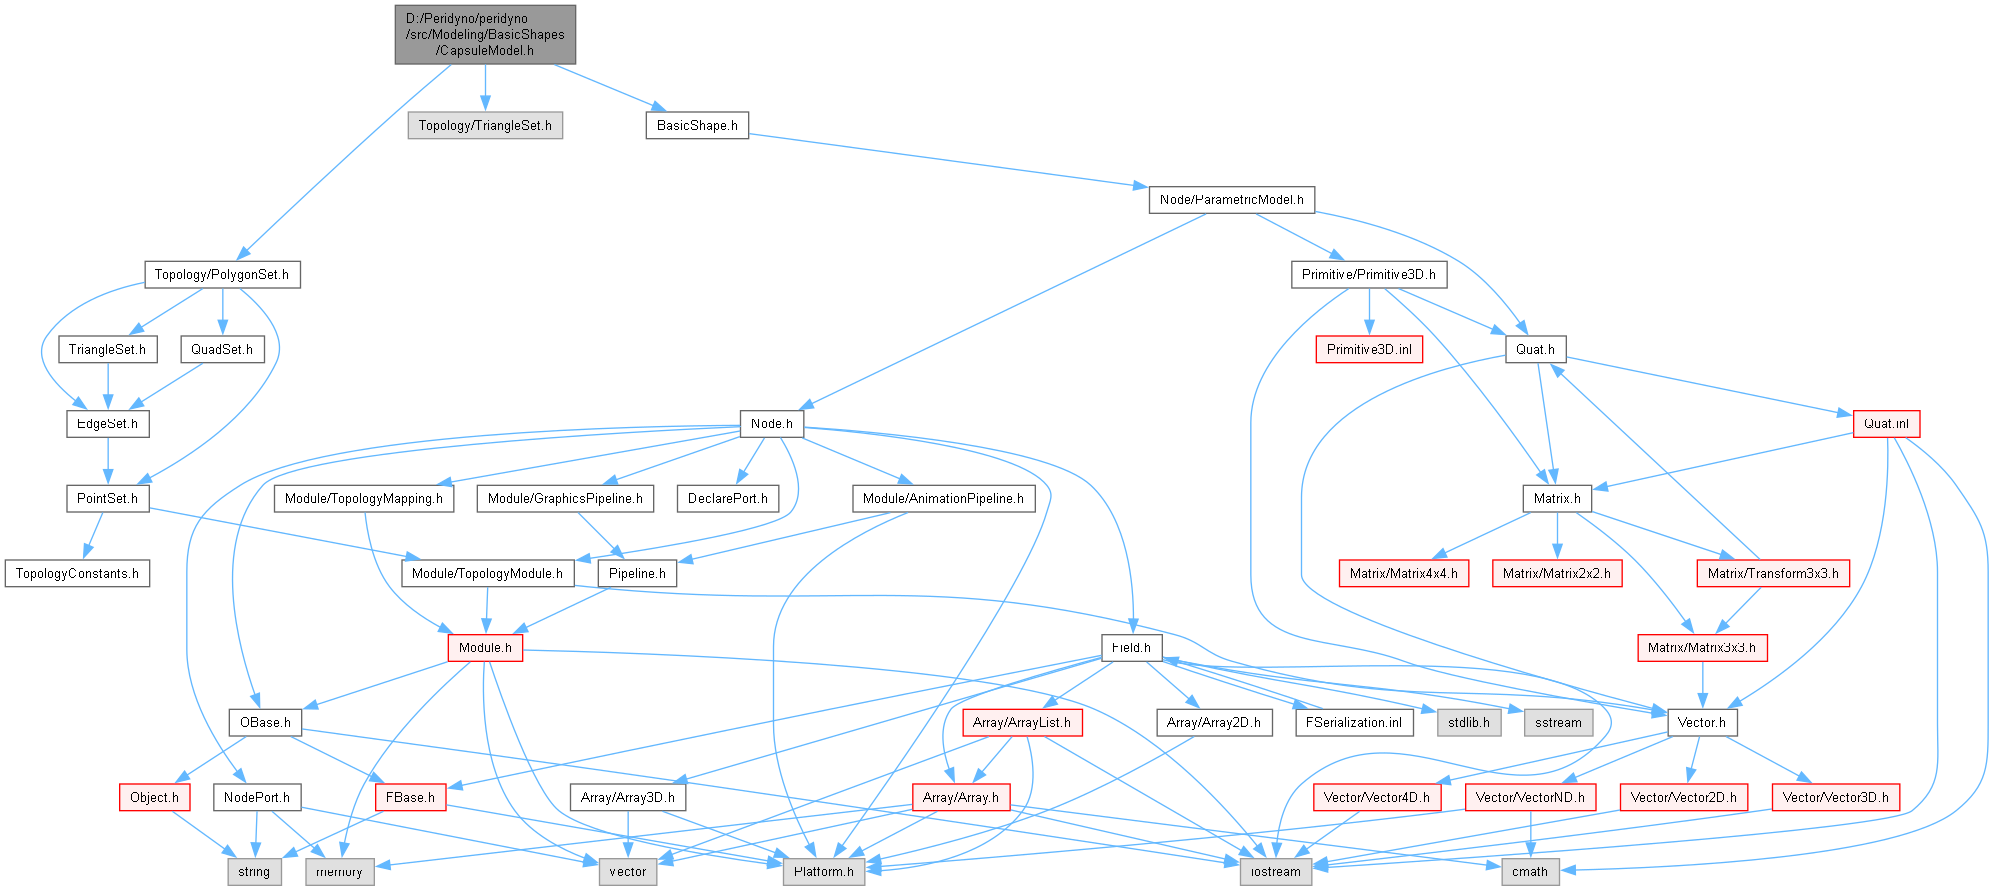 D:/Peridyno/peridyno
/src/Modeling/BasicShapes
/CapsuleModel.h
Topology/TriangleSet.h
BasicShape.h
Node/ParametricModel.h
Topology/PolygonSet.h
Primitive/Primitive3D.h
TriangleSet.h
QuadSet.h
Primitive3D.inl
Quat.h
EdgeSet.h
Node.h
Quat.inl
PointSet.h
Module/TopologyMapping.h
Module/GraphicsPipeline.h
DeclarePort.h
Module/AnimationPipeline.h
Matrix.h
TopologyConstants.h
Module/TopologyModule.h
Pipeline.h
Matrix/Matrix4x4.h
Matrix/Matrix2x2.h
Matrix/Transform3x3.h
Module.h
Field.h
Matrix/Matrix3x3.h
OBase.h
Array/ArrayList.h
Array/Array2D.h
FSerialization.inl
stdlib.h
sstream
Vector.h
Object.h
NodePort.h
FBase.h
Array/Array3D.h
Array/Array.h
Vector/Vector4D.h
Vector/VectorND.h
Vector/Vector2D.h
Vector/Vector3D.h
string
memory
vector
Platform.h
iostream
cmath